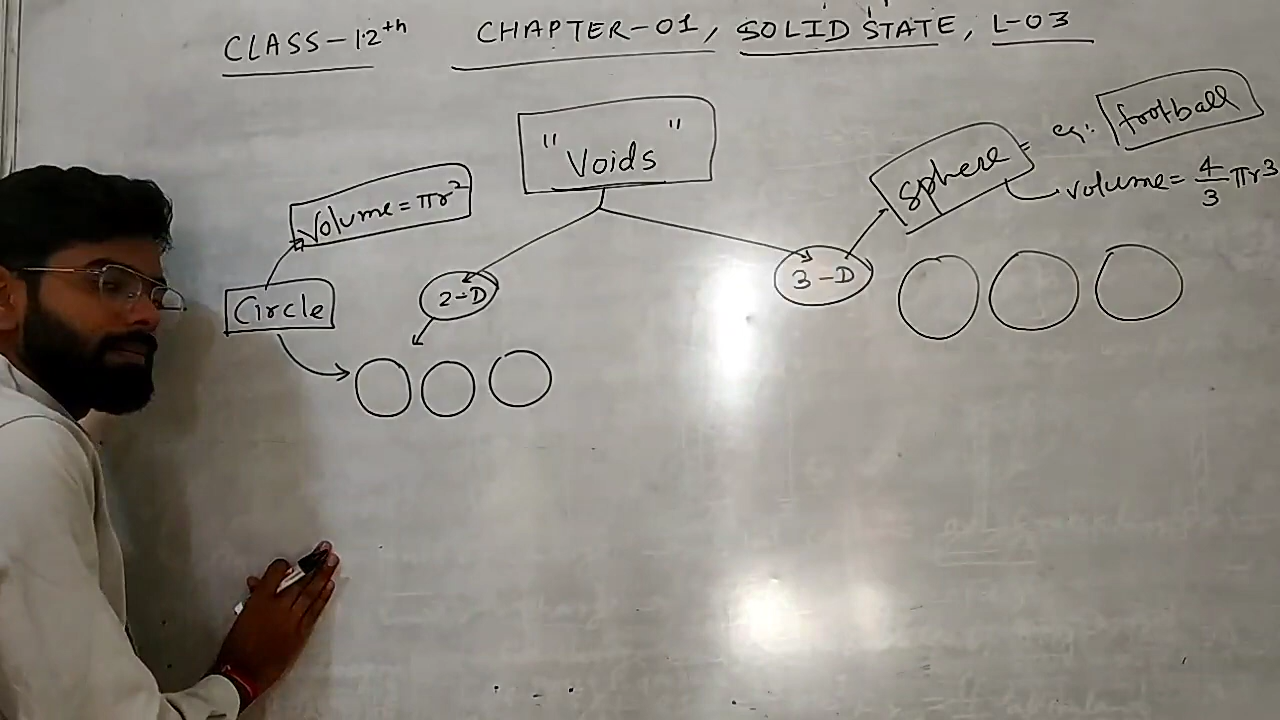 CLASS-12th CHAPTER-01, SOLID STATE, L-03
"Voids"
Sphere = eg: football
Volume = 4/3 πr³
Volume = πr²
Circle
2-D
3-D